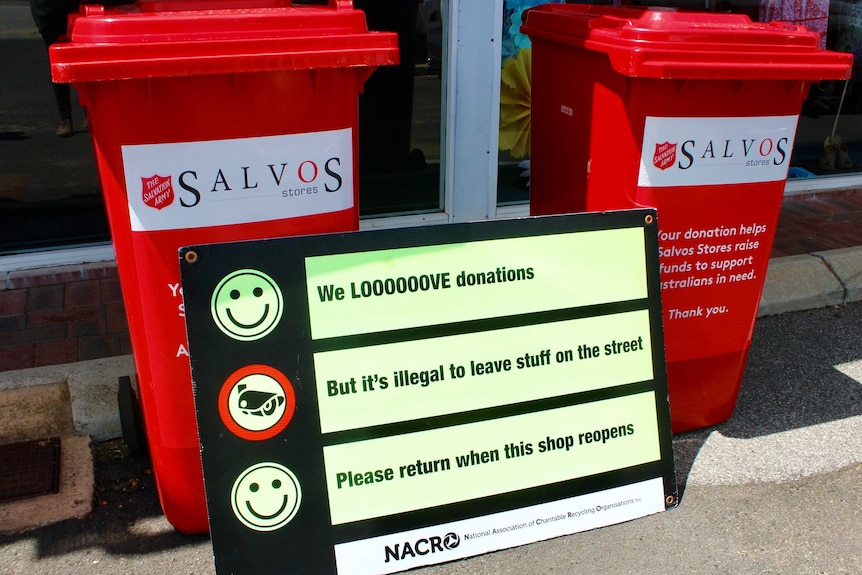 THE
SALVATION
ARMY
SALVOS
stores
THE
SALVATION
ARMY
SALVOS
stores
Your donation helps
Salvos Stores raise
funds to support
Australians in need.
Thank you.
We LOOOOOOVE donations
But it's illegal to leave stuff on the street
Please return when this shop reopens
NACRO National Association of Charitable Recycling Organisations Inc